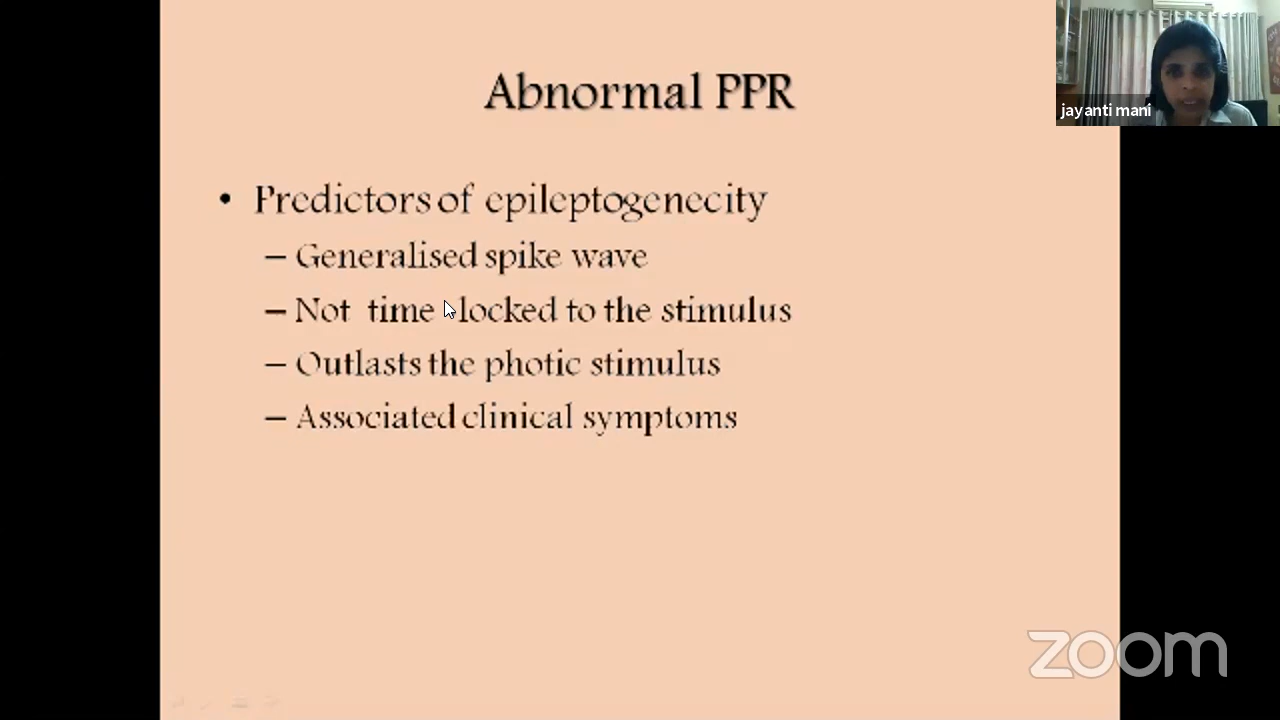 Abnormal PPR
jayanti mani
• Predictors of epileptogenecity
– Generalised spike wave
– Not time locked to the stimulus
– Outlasts the photic stimulus
– Associated clinical symptoms
zoom